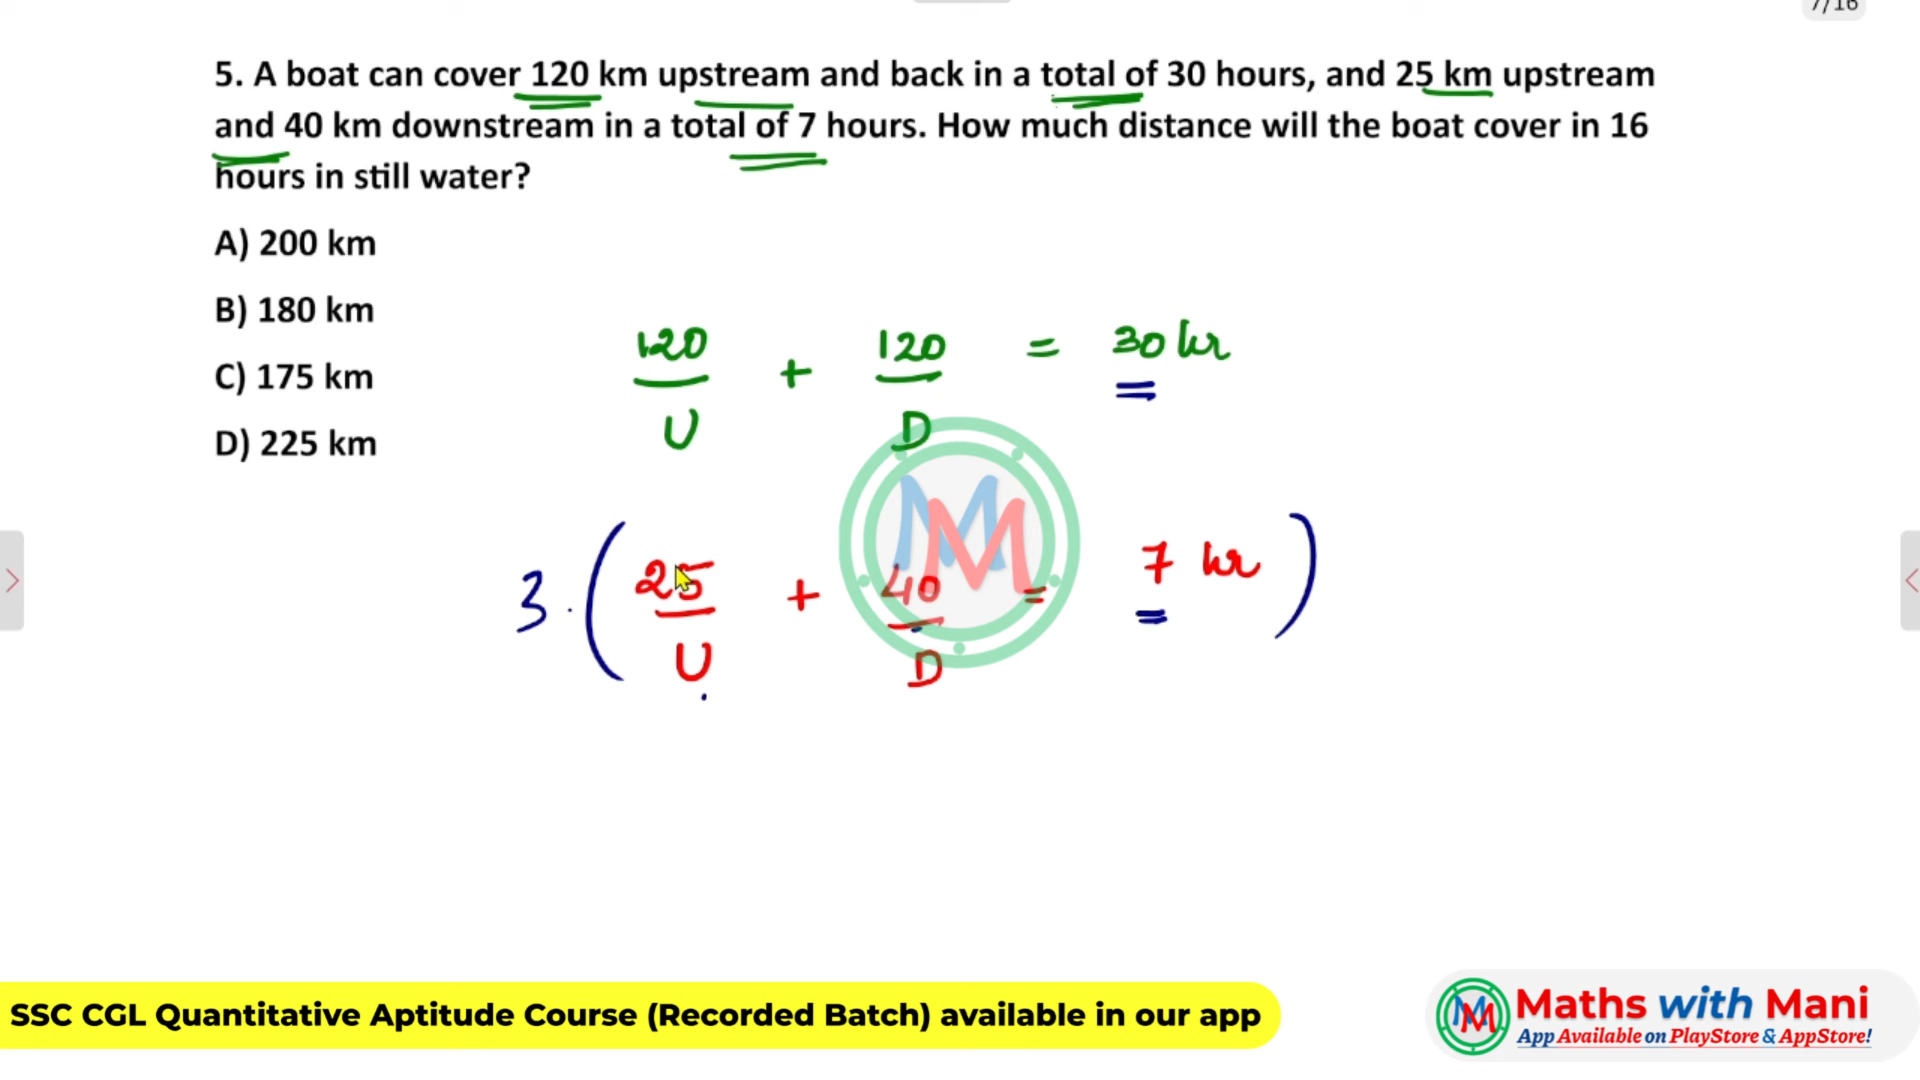 7/16
5. A boat can cover 120 km upstream and back in a total of 30 hours, and 25 km upstream
and 40 km downstream in a total of 7 hours. How much distance will the boat cover in 16
hours in still water?
A) 200 km
B) 180 km
C) 175 km
D) 225 km
120 + 120 = 30 hr
U D
3. ( 25 + 40 = 7 hr )
U D
MM
SSC CGL Quantitative Aptitude Course (Recorded Batch) available in our app
MM Maths with Mani
App Available on PlayStore & AppStore!